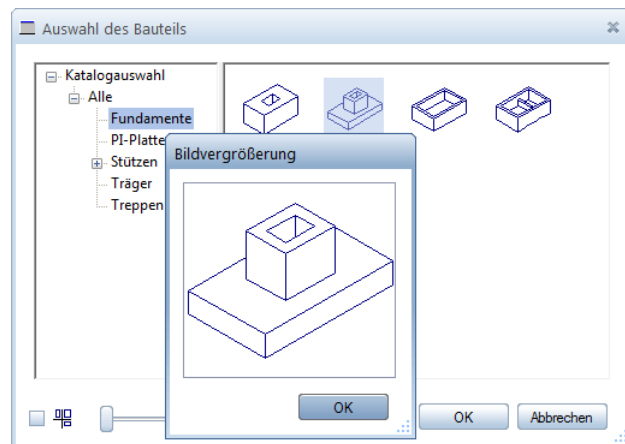 Auswahl des Bauteils
Katalogauswahl
Alle
Fundamente
PI-Platte
Stützen
Träger
Treppen
Bildvergrößerung
OK
OK
Abbrechen